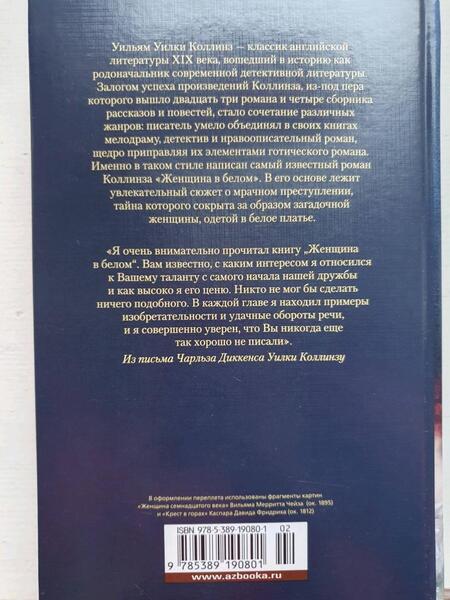 Уильям Уилки Коллинз — классик английской
литературы XIX века, вошедший в историю как
родоначальник современной детективной литературы.
Залогом успеха произведений Коллинза, из-под пера
которого вышло двадцать три романа и четыре сборника
рассказов и повестей, стало сочетание различных
жанров: писатель умело объединял в своих книгах
мелодраму, детектив и нравоописательный роман,
щедро приправляя их элементами готического романа.
Именно в таком стиле написан самый известный роман
Коллинза «Женщина в белом». В его основе лежит
увлекательный сюжет о мрачном преступлении,
тайна которого сокрыта за образом загадочной
женщины, одетой в белое платье.
«Я очень внимательно прочитал книгу „Женщина
в белом“. Вам известно, с каким интересом я относился
к Вашему таланту с самого начала нашей дружбы
и как высоко я его ценю. Никто не мог бы сделать
ничего подобного. В каждой главе я находил примеры
изобретательности и удачные обороты речи,
и я совершенно уверен, что Вы никогда еще
так хорошо не писали».
Из письма Чарльза Диккенса Уилки Коллинзу
В оформлении переплета использованы фрагменты картин
«Женщина семнадцатого века» Вильяма Мерритта Чейза (ок. 1895)
и «Крест в горах» Каспара Давида Фридриха (ок. 1812)
ISBN 978-5-389-19080-1 02
9 785389 190801
www.azbooka.ru